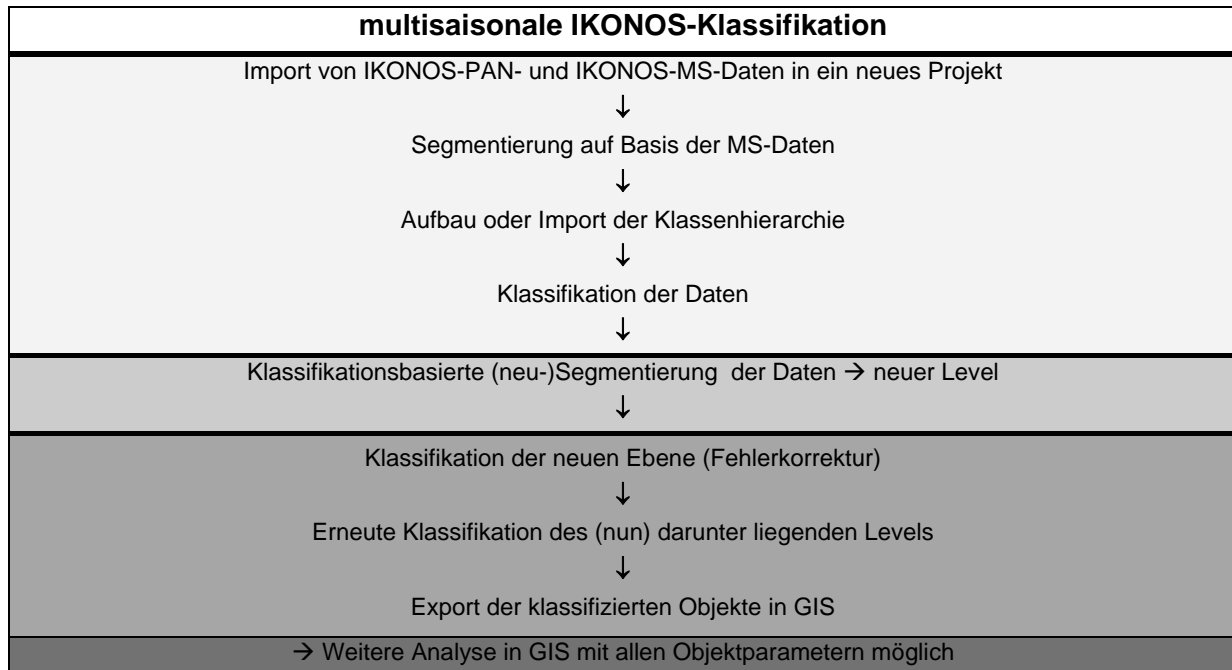 multisaisonale IKONOS-Klassifikation
Import von IKONOS-PAN- und IKONOS-MS-Daten in ein neues Projekt
↓
Segmentierung auf Basis der MS-Daten
↓
Aufbau oder Import der Klassenhierarchie
↓
Klassifikation der Daten
↓
Klassifikationsbasierte (neu-)Segmentierung der Daten → neuer Level
↓
Klassifikation der neuen Ebene (Fehlerkorrektur)
↓
Erneute Klassifikation des (nun) darunter liegenden Levels
↓
Export der klassifizierten Objekte in GIS
→ Weitere Analyse in GIS mit allen Objektparametern möglich